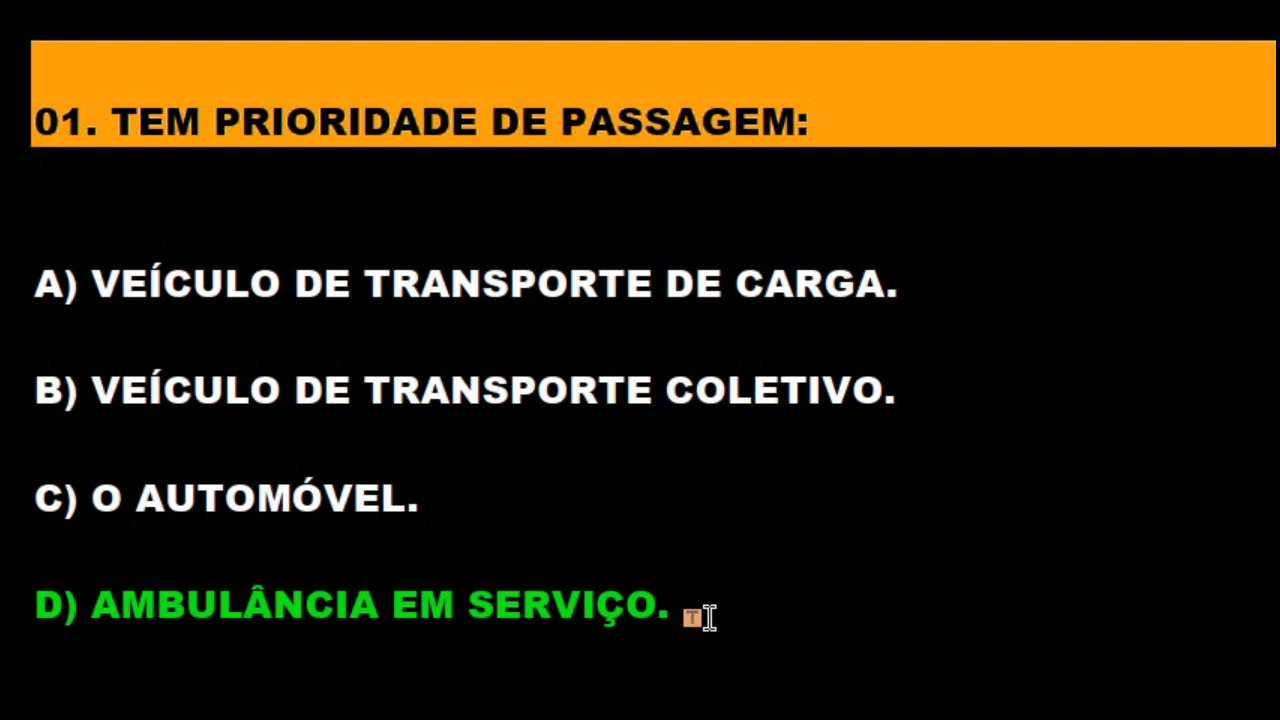 01. TEM PRIORIDADE DE PASSAGEM:
A) VEÍCULO DE TRANSPORTE DE CARGA.
B) VEÍCULO DE TRANSPORTE COLETIVO.
C) O AUTOMÓVEL.
D) AMBULÂNCIA EM SERVIÇO. T